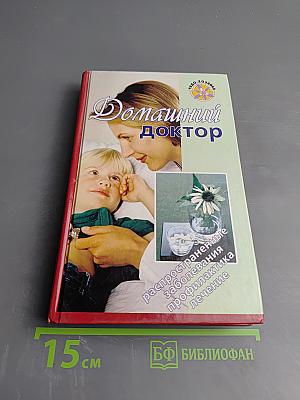 Домашний
доктор
распространенные
заболевания
профилактика
лечение
15 см
БФ БИБЛИОФАН